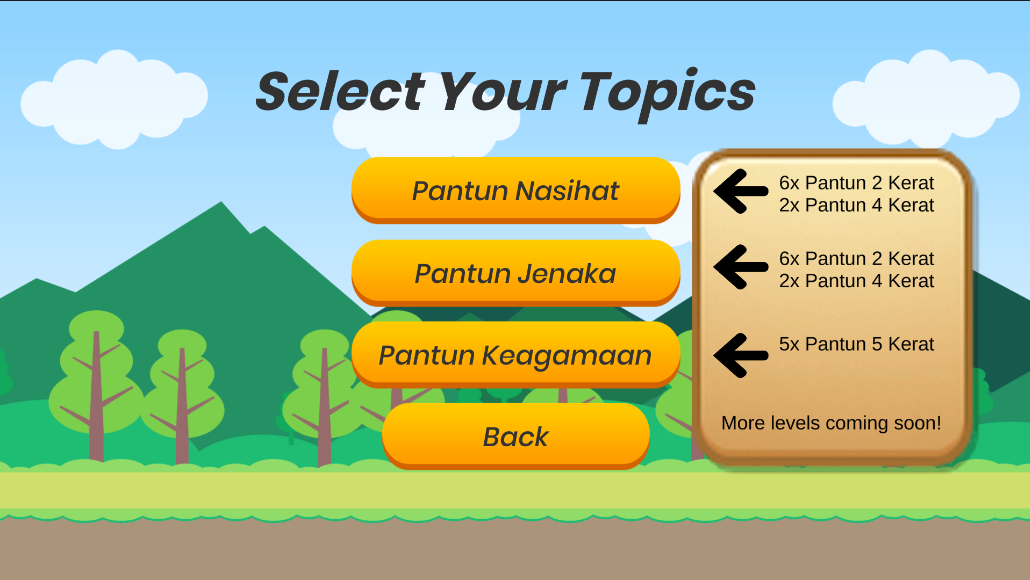 Select Your Topics
Pantun Nasihat
6x Pantun 2 Kerat
2x Pantun 4 Kerat
Pantun Jenaka
6x Pantun 2 Kerat
2x Pantun 4 Kerat
Pantun Keagamaan
5x Pantun 5 Kerat
Back
More levels coming soon!